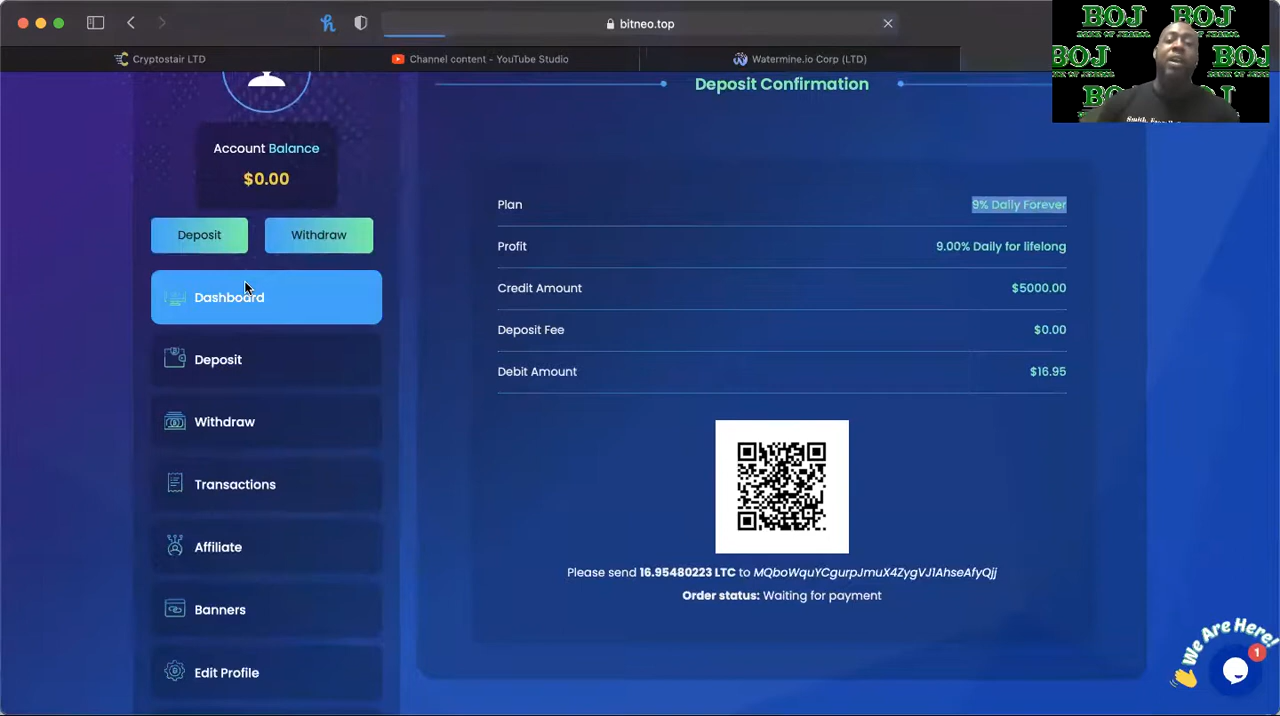 bitneo.top
Cryptostair LTD
Channel content - YouTube Studio
Watermine.io Corp (LTD)
BOJ BOJ
BOJ
Account Balance
$0.00
Deposit
Withdraw
Dashboard
Deposit
Withdraw
Transactions
Affiliate
Banners
Edit Profile
Deposit Confirmation
Plan 9% Daily Forever
Profit 9.00% Daily for lifelong
Credit Amount $5000.00
Deposit Fee $0.00
Debit Amount $16.95
Please send 16.95480223 LTC to MQboWquYCgurpJmuX4ZygVJ1AhseAfyQjj
Order status: Waiting for payment
We Are Here!
1